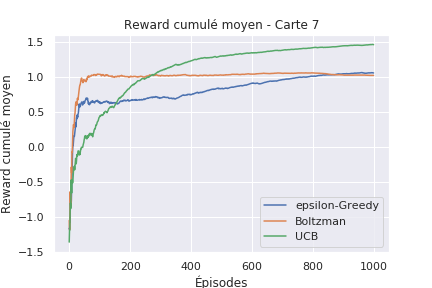 Reward cumulé moyen - Carte 7
Reward cumulé moyen
1.5
1.0
0.5
0.0
−0.5
−1.0
−1.5
epsilon-Greedy
Boltzman
UCB
0 200 400 600 800 1000
Épisodes